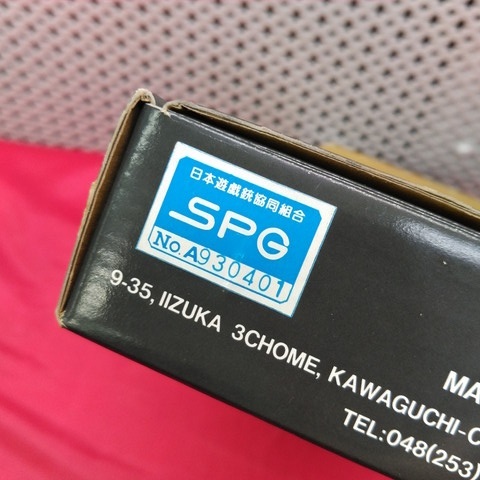 日本遊戯銃協同組合
SPG
No. A930401
9-35, IIZUKA 3CHOME, KAWAGUCHI-C
MA
TEL:048(253)